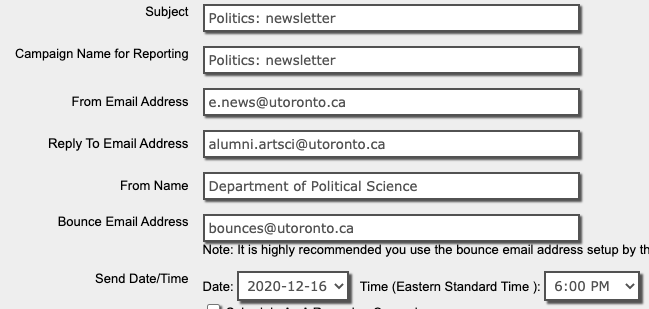 Subject Politics: newsletter
Campaign Name for Reporting Politics: newsletter
From Email Address e.news@utoronto.ca
Reply To Email Address alumni.artsci@utoronto.ca
From Name Department of Political Science
Bounce Email Address bounces@utoronto.ca
Note: It is highly recommended you use the bounce email address setup by
Send Date/Time Date: 2020-12-16 Time (Eastern Standard Time ): 6:00 PM